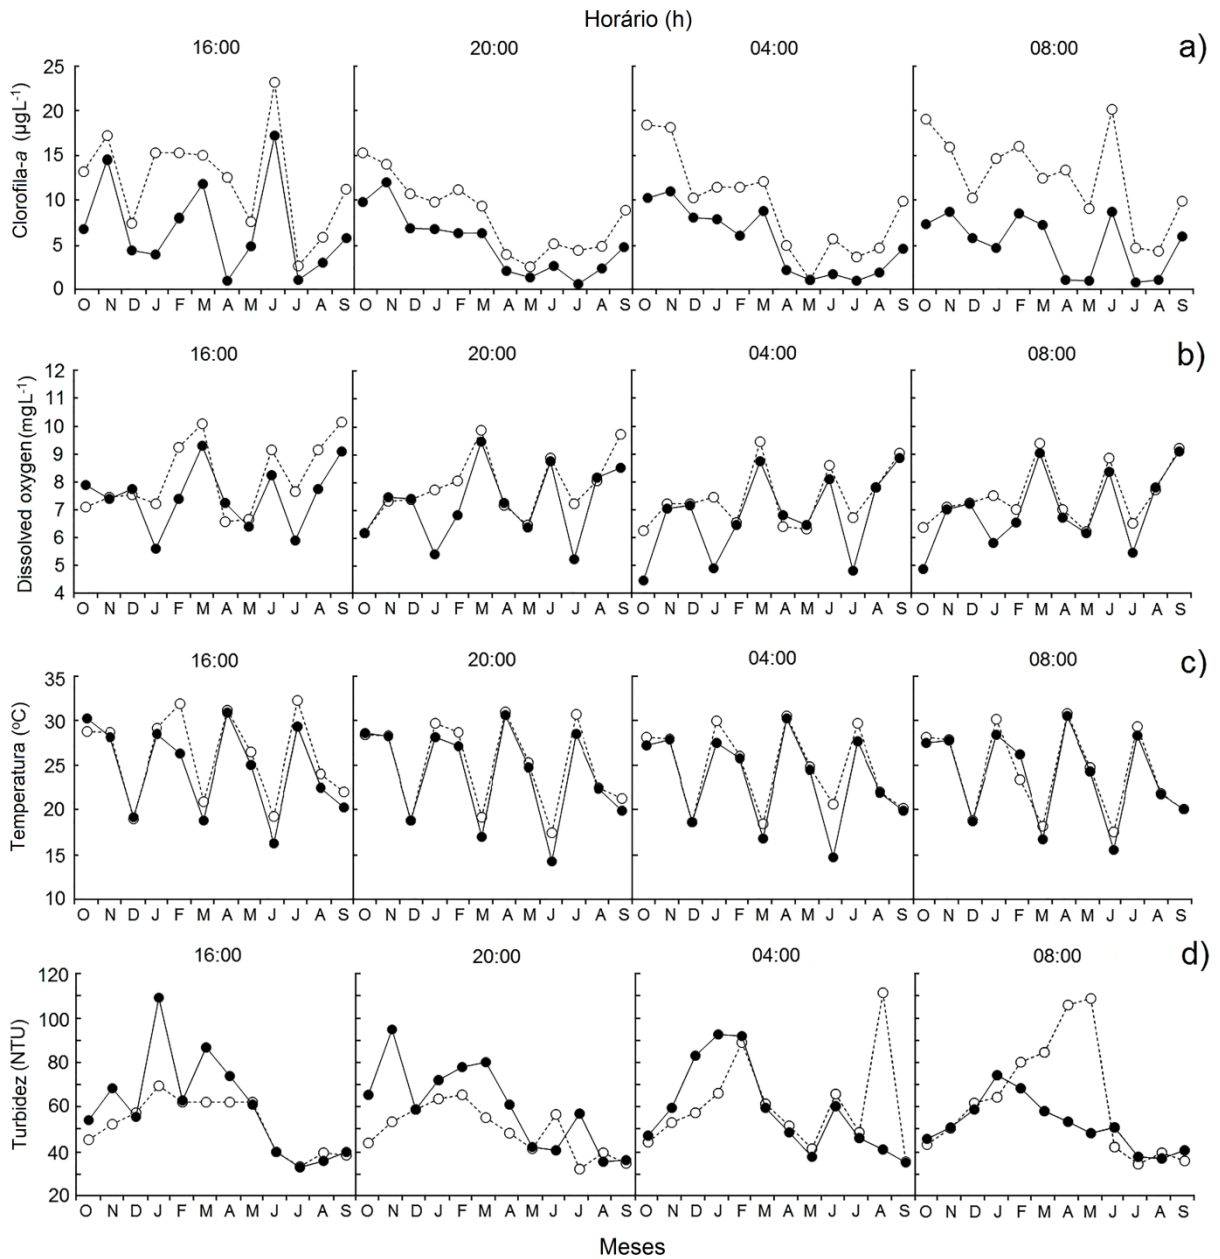 Horário (h)
16:00 20:00 04:00 08:00 a)
Clorofila-a (µgL-1)
25
20
15
10
5
0
O N D J F M A M J J A S O N D J F M A M J J A S O N D J F M A M J J A S O N D J F M A M J J A S
16:00 20:00 04:00 08:00 b)
Dissolved oxygen (mgL-1)
12
11
10
9
8
7
6
5
4
O N D J F M A M J J A S O N D J F M A M J J A S O N D J F M A M J J A S O N D J F M A M J J A S
16:00 20:00 04:00 08:00 c)
Temperatura (ºC)
35
30
25
20
15
10
O N D J F M A M J J A S O N D J F M A M J J A S O N D J F M A M J J A S O N D J F M A M J J A S
16:00 20:00 04:00 08:00 d)
Turbidez (NTU)
120
100
80
60
40
20
O N D J F M A M J J A S O N D J F M A M J J A S O N D J F M A M J J A S O N D J F M A M J J A S
Meses